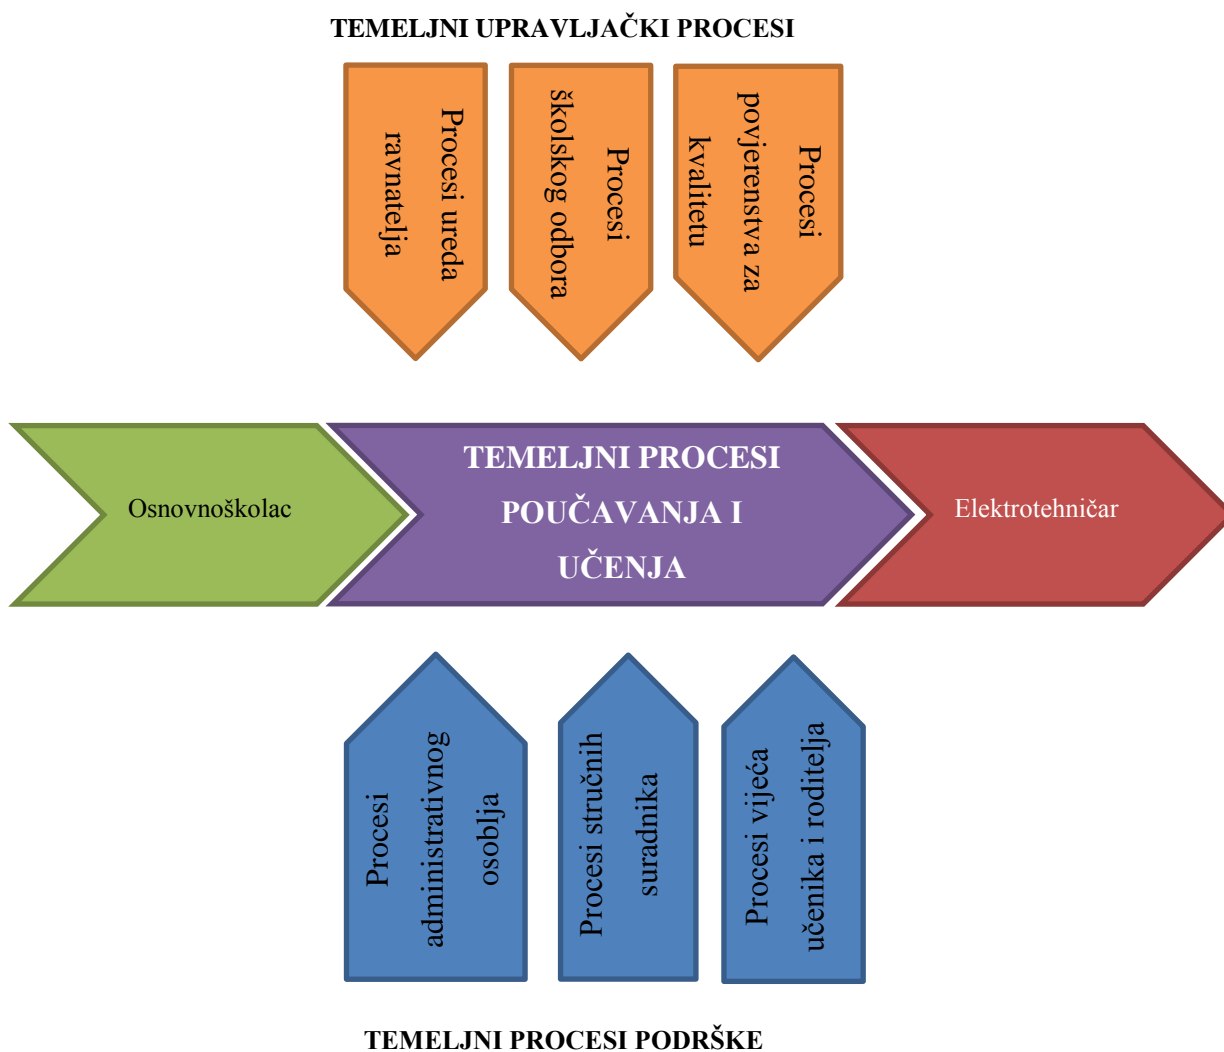 TEMELJNI UPRAVLJAČKI PROCESI
Procesi ureda
ravnatelja
Procesi
školskog odbora
Procesi
povjerenstva za
kvalitetu
Osnovnoškolac
TEMELJNI PROCESI
POUČAVANJA I
UČENJA
Elektrotehničar
Procesi
administrativnog
osoblja
Procesi stručnih
suradnika
Procesi vijeća
učenika i roditelja
TEMELJNI PROCESI PODRŠKE